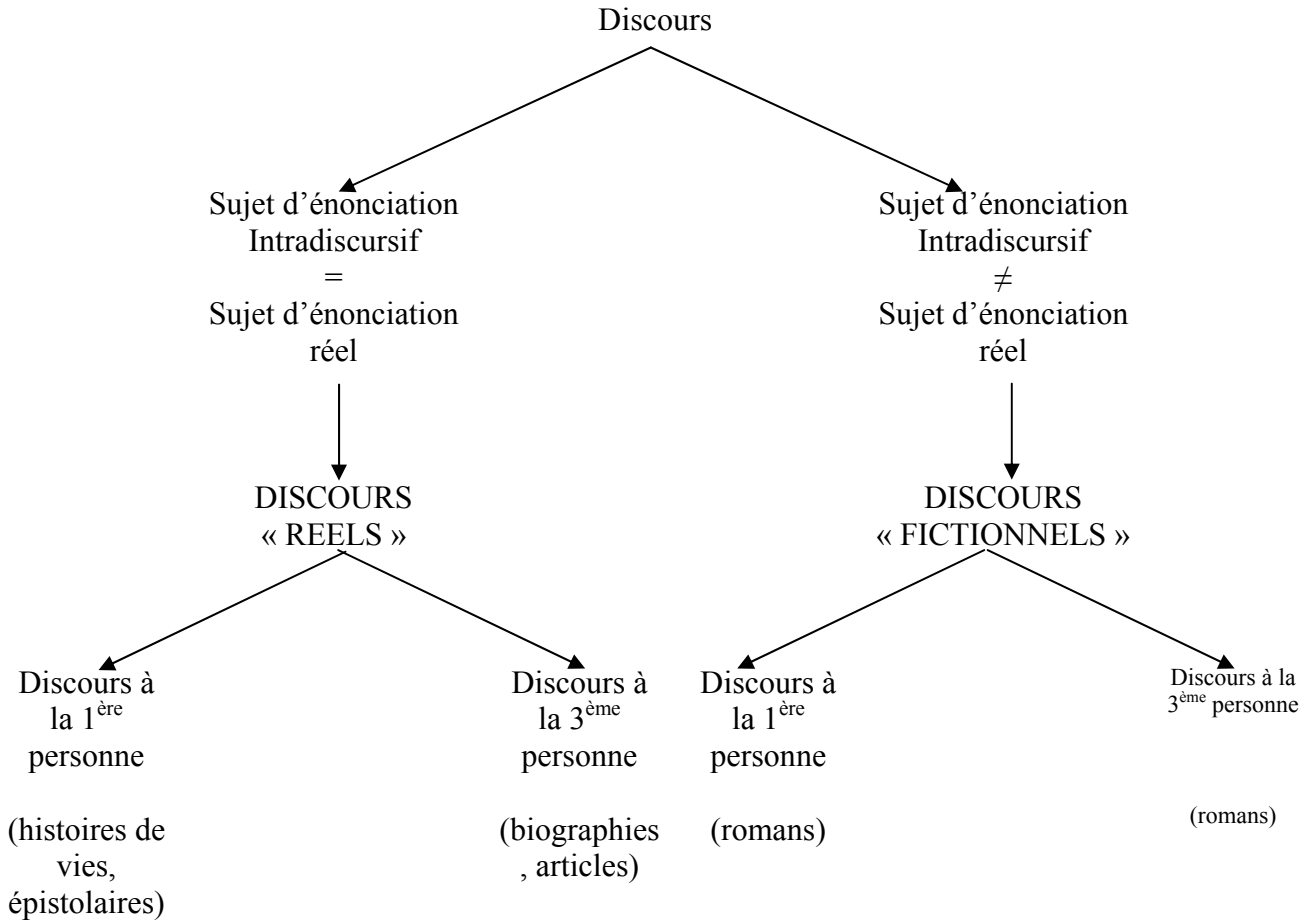 Discours
Sujet d’énonciation
Intradiscursif
=
Sujet d’énonciation
réel
Sujet d’énonciation
Intradiscursif
≠
Sujet d’énonciation
réel
DISCOURS
« REELS »
DISCOURS
« FICTIONNELS »
Discours à
la 1ère
personne
(histoires de
vies,
épistolaires)
Discours à
la 3ème
personne
(biographies
, articles)
Discours à
la 1ère
personne
(romans)
Discours à la
3ème personne
(romans)